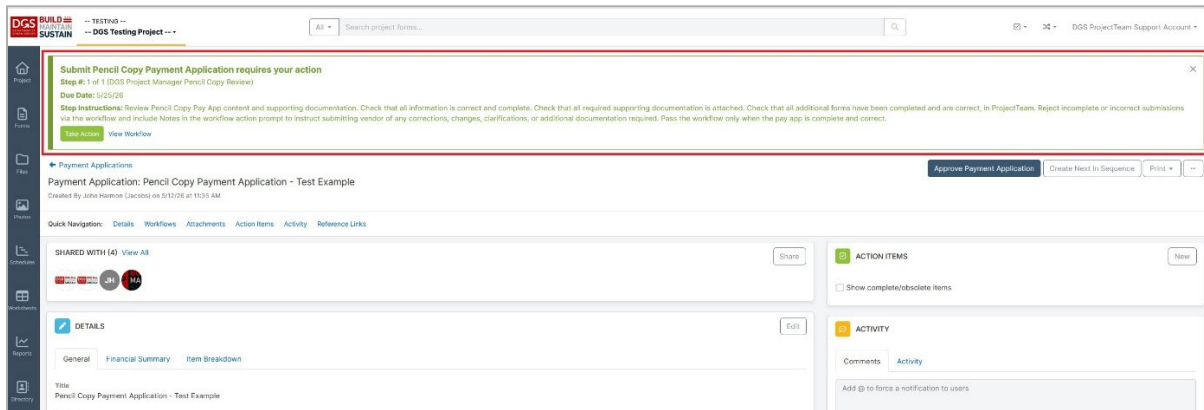 DGS BUILD
MAINTAIN
SUSTAIN
-- TESTING --
-- DGS Testing Project --
All
Search project forms...
DGS ProjectTeam Support Account
Project
Forms
Files
Photos
Schedules
Worksheets
Reports
Directory
Submit Pencil Copy Payment Application requires your action
Step #: 1 of 1 (DGS Project Manager Pencil Copy Review)
Due Date: 5/25/26
Step Instructions: Review Pencil Copy Pay App content and supporting documentation. Check that all information is correct and complete. Check that all required supporting documentation is attached. Check that all additional forms have been completed and are correct, in ProjectTeam. Reject incomplete or incorrect submissions
via the workflow and include Notes in the workflow action prompt to instruct submitting vendor of any corrections, changes, clarifications, or additional documentation required. Pass the workflow only when the pay app is complete and correct.
Take Action View Workflow
Payment Applications
Approve Payment Application Create Next In Sequence Print
Payment Application: Pencil Copy Payment Application - Test Example
Created By John Harmon (Jacobs) on 5/12/26 at 11:35 AM
Quick Navigation: Details Workflows Attachments Action Items Activity Reference Links
SHARED WITH (4) View All
Share
JH
MA
ACTION ITEMS
New
Show complete/obsolete items
DETAILS
Edit
General Financial Summary Item Breakdown
Title
Pencil Copy Payment Application - Test Example
ACTIVITY
Comments Activity
Add @ to force a notification to users